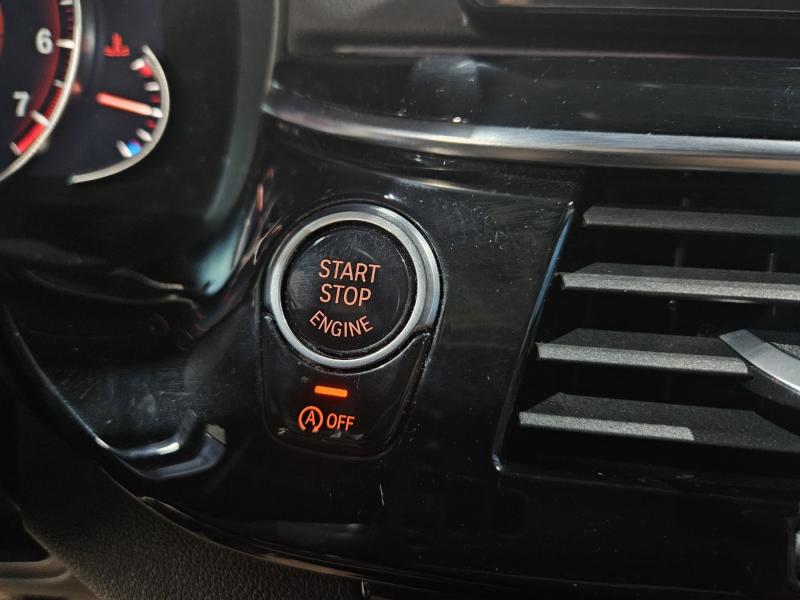 6
7
START
STOP
ENGINE
A OFF